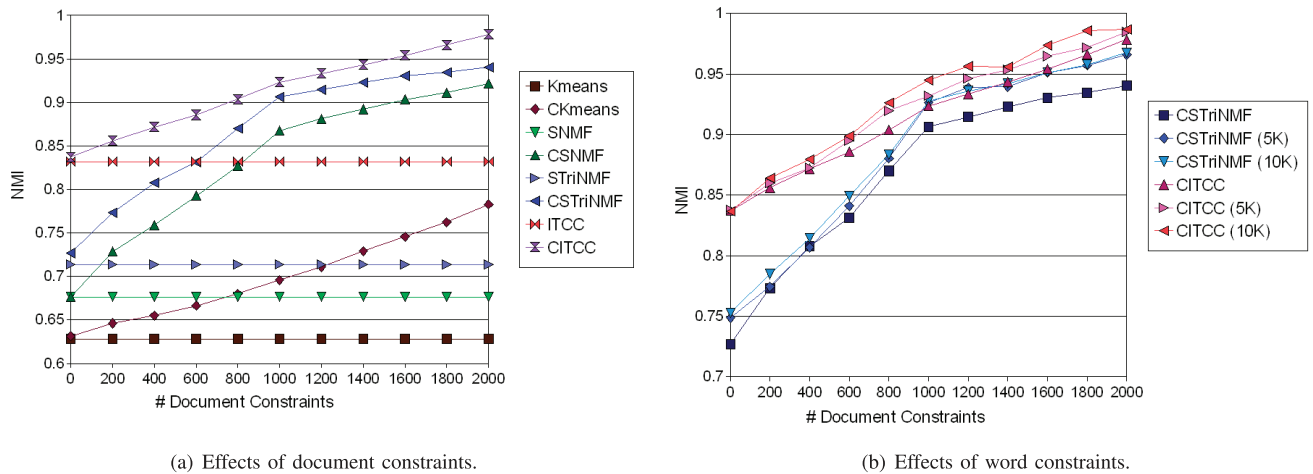 1
0.95
0.9
0.85
0.8
0.75
0.7
0.65
0.6
NMI
0 200 400 600 800 1000 1200 1400 1600 1800 2000
# Document Constraints
Kmeans
CKmeans
SNMF
CSNMF
STriNMF
CSTriNMF
ITCC
CITCC
(a) Effects of document constraints.
1
0.95
0.9
0.85
0.8
0.75
0.7
NMI
0 200 400 600 800 1000 1200 1400 1600 1800 2000
# Document Constraints
CSTriNMF
CSTriNMF (5K)
CSTriNMF (10K)
CITCC
CITCC (5K)
CITCC (10K)
(b) Effects of word constraints.